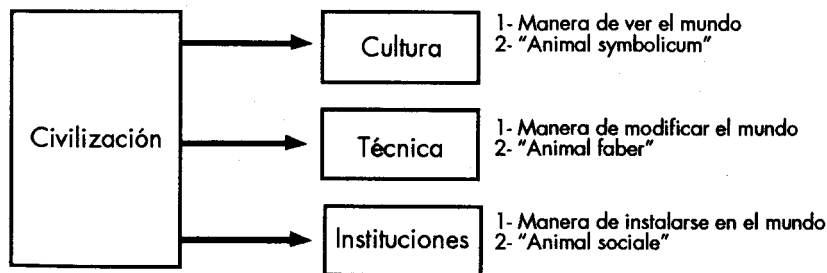 Civilización
Cultura
1- Manera de ver el mundo
2- “Animal symbolicum”
Técnica
1- Manera de modificar el mundo
2- “Animal faber”
Instituciones
1- Manera de instalarse en el mundo
2- “Animal sociale”